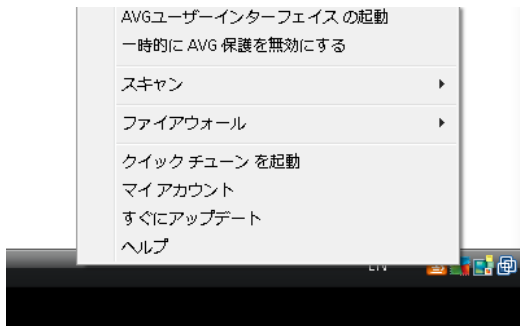 AVGユーザーインターフェイス の起動
一時的に AVG 保護を無効にする
スキャン
ファイアウォール
クイック チューン を起動
マイ アカウント
すぐにアップデート
ヘルプ
EN